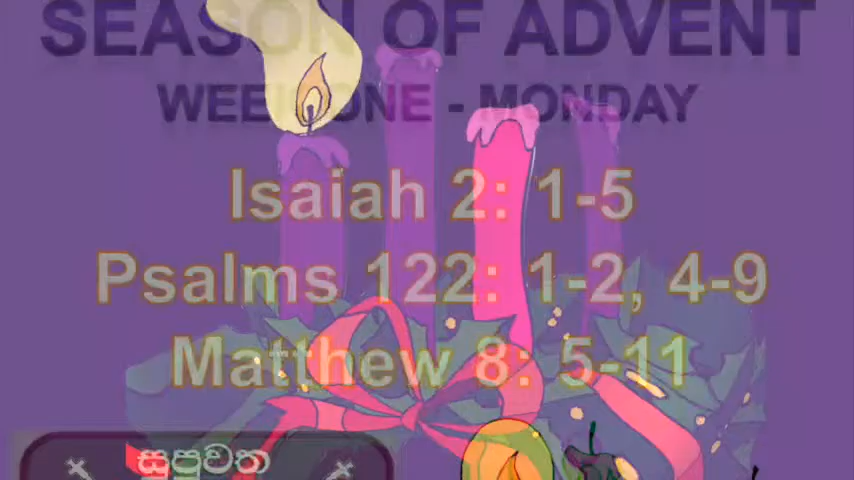 SEASON OF ADVENT
WEEK ONE - MONDAY
Isaiah 2: 1-5
Psalms 122: 1-2, 4-9
Matthew 8: 5-11
සුපුවත